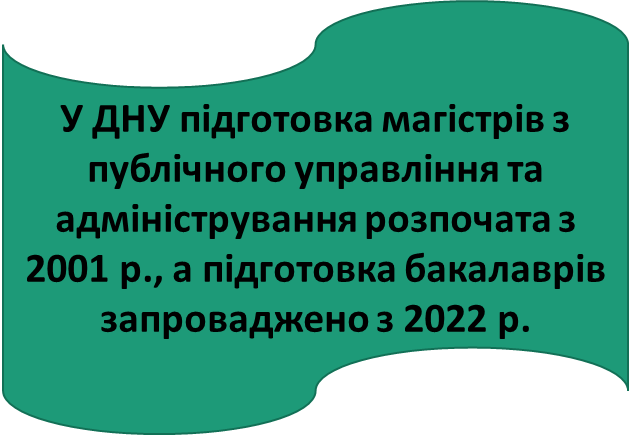 У ДНУ підготовка магістрів з
публічного управління та
адміністрування розпочата з
2001 р., а підготовка бакалаврів
запроваджено з 2022 р.